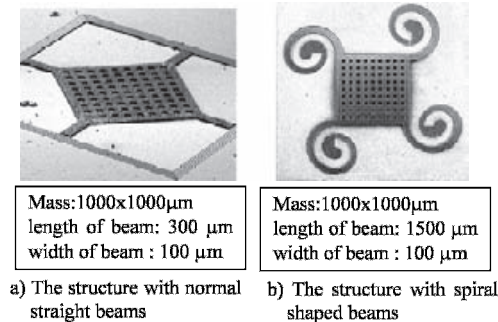 Mass:1000x1000μm
length of beam: 300 μm
width of beam : 100 μm
a) The structure with normal
straight beams
Mass:1000x1000μm
length of beam: 1500 μm
width of beam : 100 μm
b) The structure with spiral
shaped beams